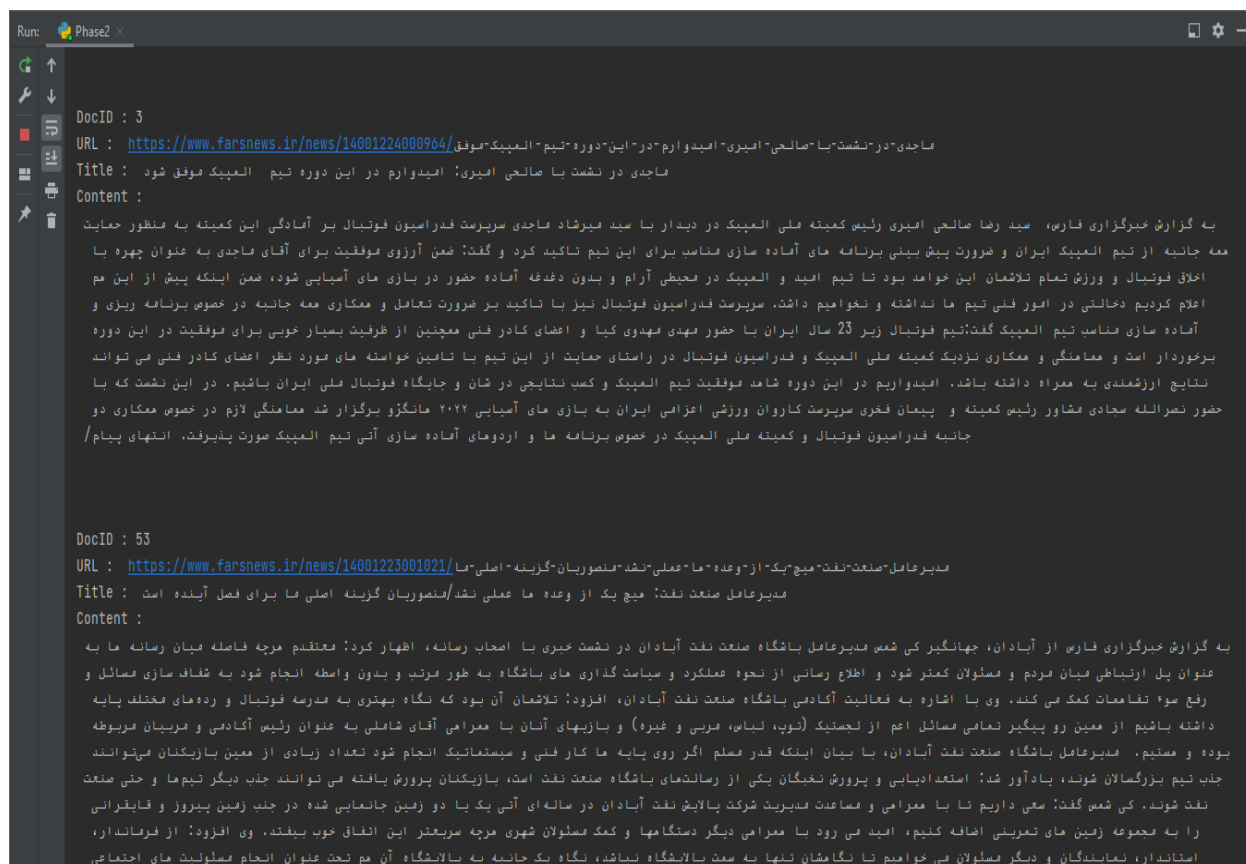 Run: Phase2
DocID : 3
URL : https://www.farsnews.ir/news/14001224000964/ماجدی-در-نشست-با-صالحی-امیری-امیدوارم-در-این-دوره-تیم-المپیک-موفق
Title : ماجدی در نشست با صالحی امیری: امیدوارم در این دوره تیم المپیک موفق شود
Content :
به گزارش خبرگزاری فارس، سید رضا صالحی امیری رئیس کمیته ملی المپیک در دیدار با سید میرشاد ماجدی سرپرست فدراسیون فوتبال بر آمادگی این کمیته به منظور حمایت
همه جانبه از تیم المپیک ایران و ضرورت پیش بینی برنامه های آماده سازی مناسب برای این تیم تاکید کرد و گفت: ضمن آرزوی موفقیت برای آقای ماجدی به عنوان چهره با
اخلاق فوتبال و ورزش تمام تلاشمان این خواهد بود تا تیم امید و المپیک در محیطی آرام و بدون دغدغه آماده حضور در بازی های آسیایی شود، ضمن اینکه پیش از این هم
اعلام کردیم دخالتی در امور فنی تیم ما نداشته و نخواهیم داشت. سرپرست فدراسیون فوتبال نیز با تاکید بر ضرورت تعامل و همکاری همه جانبه در خصوص برنامه ریزی و
آماده سازی مناسب تیم المپیک گفت:تیم فوتبال زیر 23 سال ایران با حضور مهدی مهدوی کیا و اعضای کادر فنی همچنین از ظرفیت بسیار خوبی برای موفقیت در این دوره
برخوردار است و هماهنگی و همکاری نزدیک کمیته ملی المپیک و فدراسیون فوتبال در راستای حمایت از این تیم با تامین خواسته های مورد نظر اعضای کادر فنی می تواند
نتایج ارزشمندی به همراه داشته باشد. امیدواریم در این دوره شاهد موفقیت تیم المپیک و کسب نتایجی در شان و جایگاه فوتبال ملی ایران باشیم. در این نشست که با
حضور نصرالله سجادی مشاور رئیس کمیته و پیمان فخری سرپرست کاروان ورزشی اعزامی ایران به بازی های آسیایی ۲۰۲۲ هانگژو برگزار شد هماهنگی لازم در خصوص همکاری دو
جانبه فدراسیون فوتبال و کمیته ملی المپیک در خصوص برنامه ها و اردوهای آماده سازی آتی تیم المپیک صورت پذیرفت. انتهای پیام/
DocID : 53
URL : https://www.farsnews.ir/news/14001223001021/مدیرعامل-صنعت-نفت-هیچ-یک-از-وعده-ها-عملی-نشد-منصوریان-گزینه-اصلی-ما
Title : مدیرعامل صنعت نفت: هیچ یک از وعده ها عملی نشد/منصوریان گزینه اصلی ما برای فصل آینده است
Content :
به گزارش خبرگزاری فارس از آبادان، جهانگیر کی شمس مدیرعامل باشگاه صنعت نفت آبادان در نشست خبری با اصحاب رسانه، اظهار کرد: معتقدم هرچه فاصله میان رسانه ها به
عنوان پل ارتباطی میان مردم و مسئولان کمتر شود و اطلاع رسانی از نحوه عملکرد و سیاست گذاری های باشگاه به طور مرتب و بدون واسطه انجام شود به شفاف سازی مسائل و
رفع سوء تفاهمات کمک می کند. وی با اشاره به فعالیت آکادمی باشگاه صنعت نفت آبادان، افزود: تلاشمان آن بود که نگاه بهتری به مدرسه فوتبال و رده‌های مختلف پایه
داشته باشیم از همین رو پیگیر تمامی مسائل اعم از لجستیک (توپ، لباس، مربی و غیره) و بازیهای آنان با همراهی آقای شاملی به عنوان رئیس آکادمی و مربیان مربوطه
بوده و هستیم. مدیرعامل باشگاه صنعت نفت آبادان، با بیان اینکه قدر مسلم اگر روی پایه ها کار فنی و سیستماتیک انجام شود تعداد زیادی از همین بازیکنان می‌توانند
جذب تیم بزرگسالان شوند، یادآور شد: استعدادیابی و پرورش نخبگان یکی از رسالت‌های باشگاه صنعت نفت است، بازیکنان پرورش یافته می توانند جذب دیگر تیم‌ها و حتی صنعت
نفت شوند. کی شمس گفت: سعی داریم تا با همراهی و مساعدت مدیریت شرکت پالایش نفت آبادان در سالهای آتی یک یا دو زمین جانمایی شده در جنب زمین پیروز و قایقرانی
را به مجموعه زمین های تمرینی اضافه کنیم، امید می رود با همراهی دیگر دستگاهها و کمک مسئولان شهری هرچه سریعتر این اتفاق خوب بیفتد. وی افزود: از فرماندار،
استاندار، نمایندگان و دیگر مسئولان می خواهیم تا نگاهشان تنها به سمت پالایشگاه نباشد، نگاه یک جانبه به پالایشگاه آن هم تحت عنوان انجام مسئولیت های اجتماعی